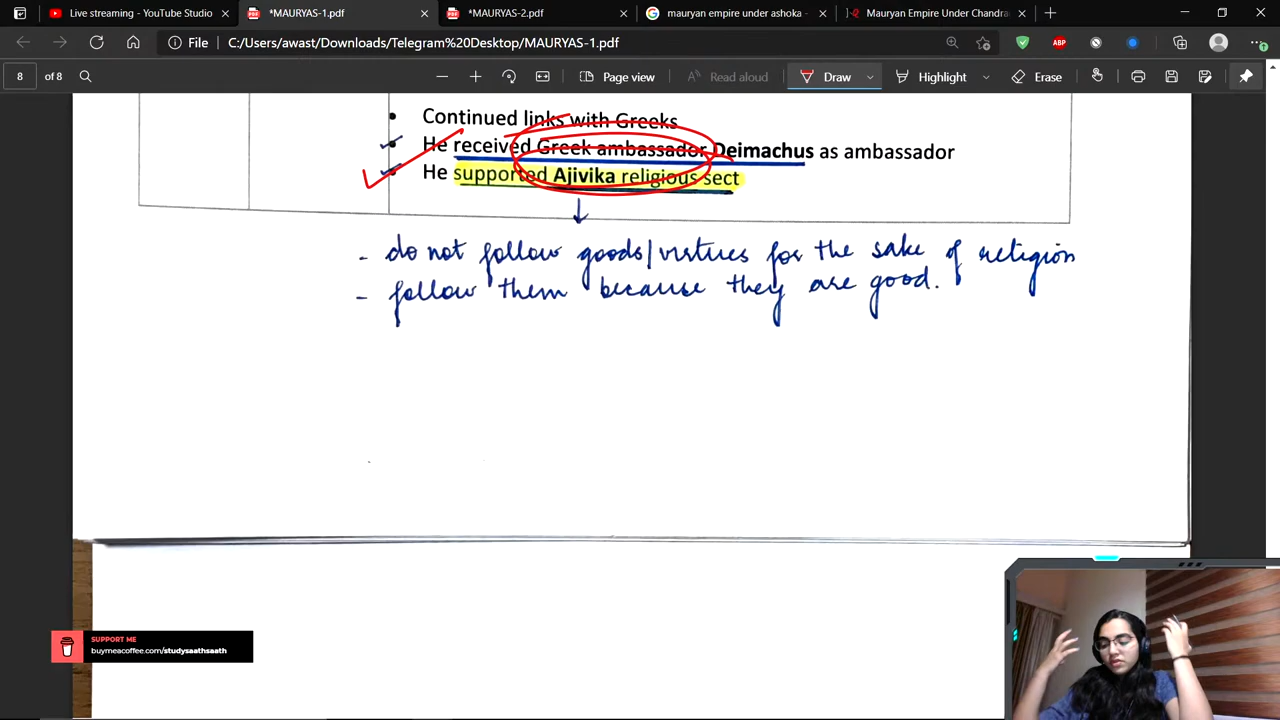 Live streaming - YouTube Studio
*MAURYAS-1.pdf
*MAURYAS-2.pdf
mauryan empire under ashoka -
Mauryan Empire Under Chandra
File
C:/Users/awast/Downloads/Telegram%20Desktop/MAURYAS-1.pdf
ABP
8 of 8
Page view
Read aloud
Draw
Highlight
Erase
• Continued links with Greeks
• He received Greek ambassador Deimachus as ambassador
• He supported Ajivika religious sect
- do not follow goods/virtues for the sake of religion
- follow them because they are good.
SUPPORT ME
buymeacoffee.com/studysaathsaath